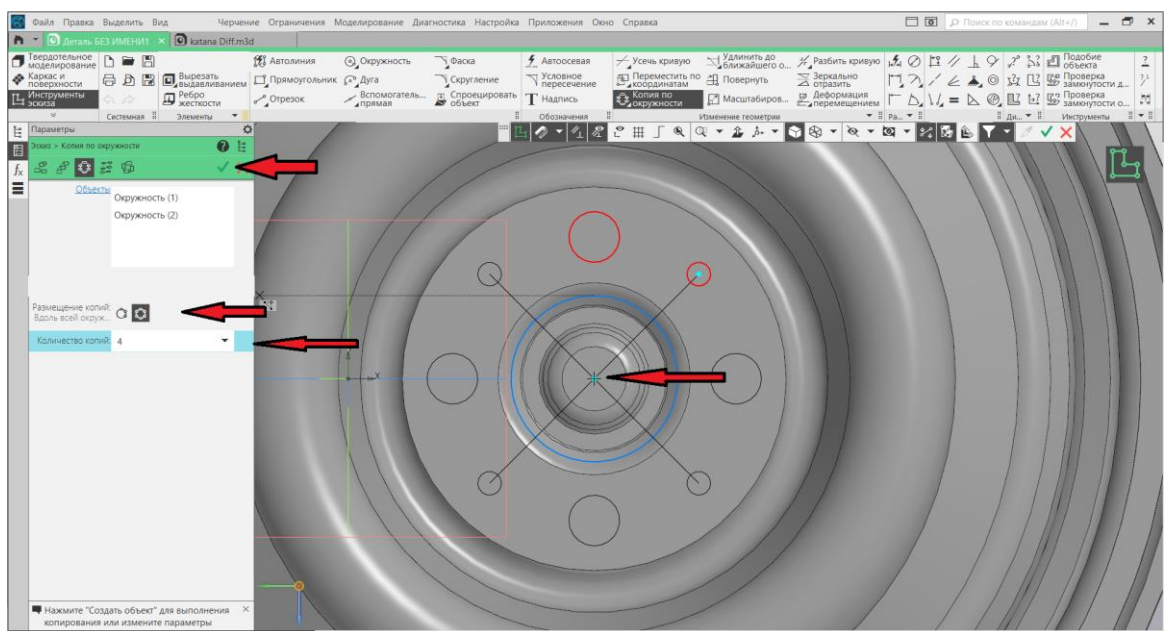 Файл Правка Выделить Вид Черчение Ограничения Моделирование Диагностика Настройка Приложения Окно Справка
Поиск по командам (Alt+/)
Деталь БЕЗ ИМЕНИ1 × katana Diff.m3d
Твердотельное моделирование
Каркас и поверхности
Инструменты эскиза
Системная
Вырезать выдавливанием
Ребро жесткости
Элементы
Автолиния Окружность Фаска
Прямоугольник Дуга Скругление
Отрезок Вспомогатель... прямая Спроецировать объект
Автоосевая
Условное пересечение
Надпись
Обозначения
Усечь кривую Удлинить до ближайшего о... Разбить кривую
Переместить по координатам Повернуть Зеркально отразить
Копия по окружности Масштабиров... Деформация перемещением
Изменение геометрии
Ра...
Ди...
Подобие объекта
Проверка замкнутости д...
Проверка замкнутости о...
Инструменты
Параметры
Эскиз > Копия по окружности
Объекты
Окружность (1)
Окружность (2)
Размещение копий:
Вдоль всей окруж...
Количество копий: 4
X
Нажмите "Создать объект" для выполнения
копирования или измените параметры